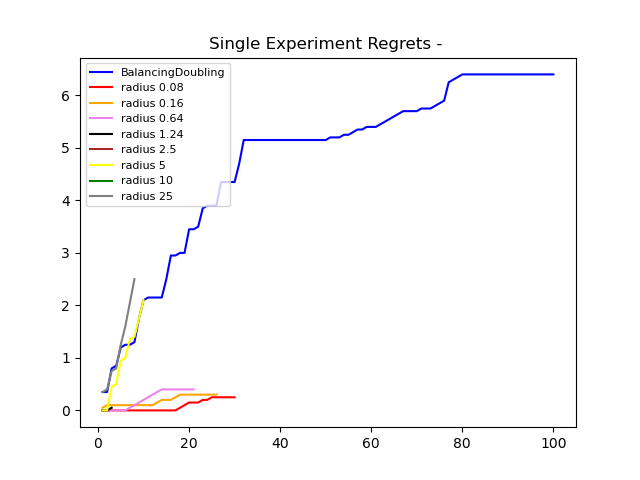 Single Experiment Regrets -
BalancingDoubling
radius 0.08
radius 0.16
radius 0.64
radius 1.24
radius 2.5
radius 5
radius 10
radius 25
6
5
4
3
2
1
0
0 20 40 60 80 100